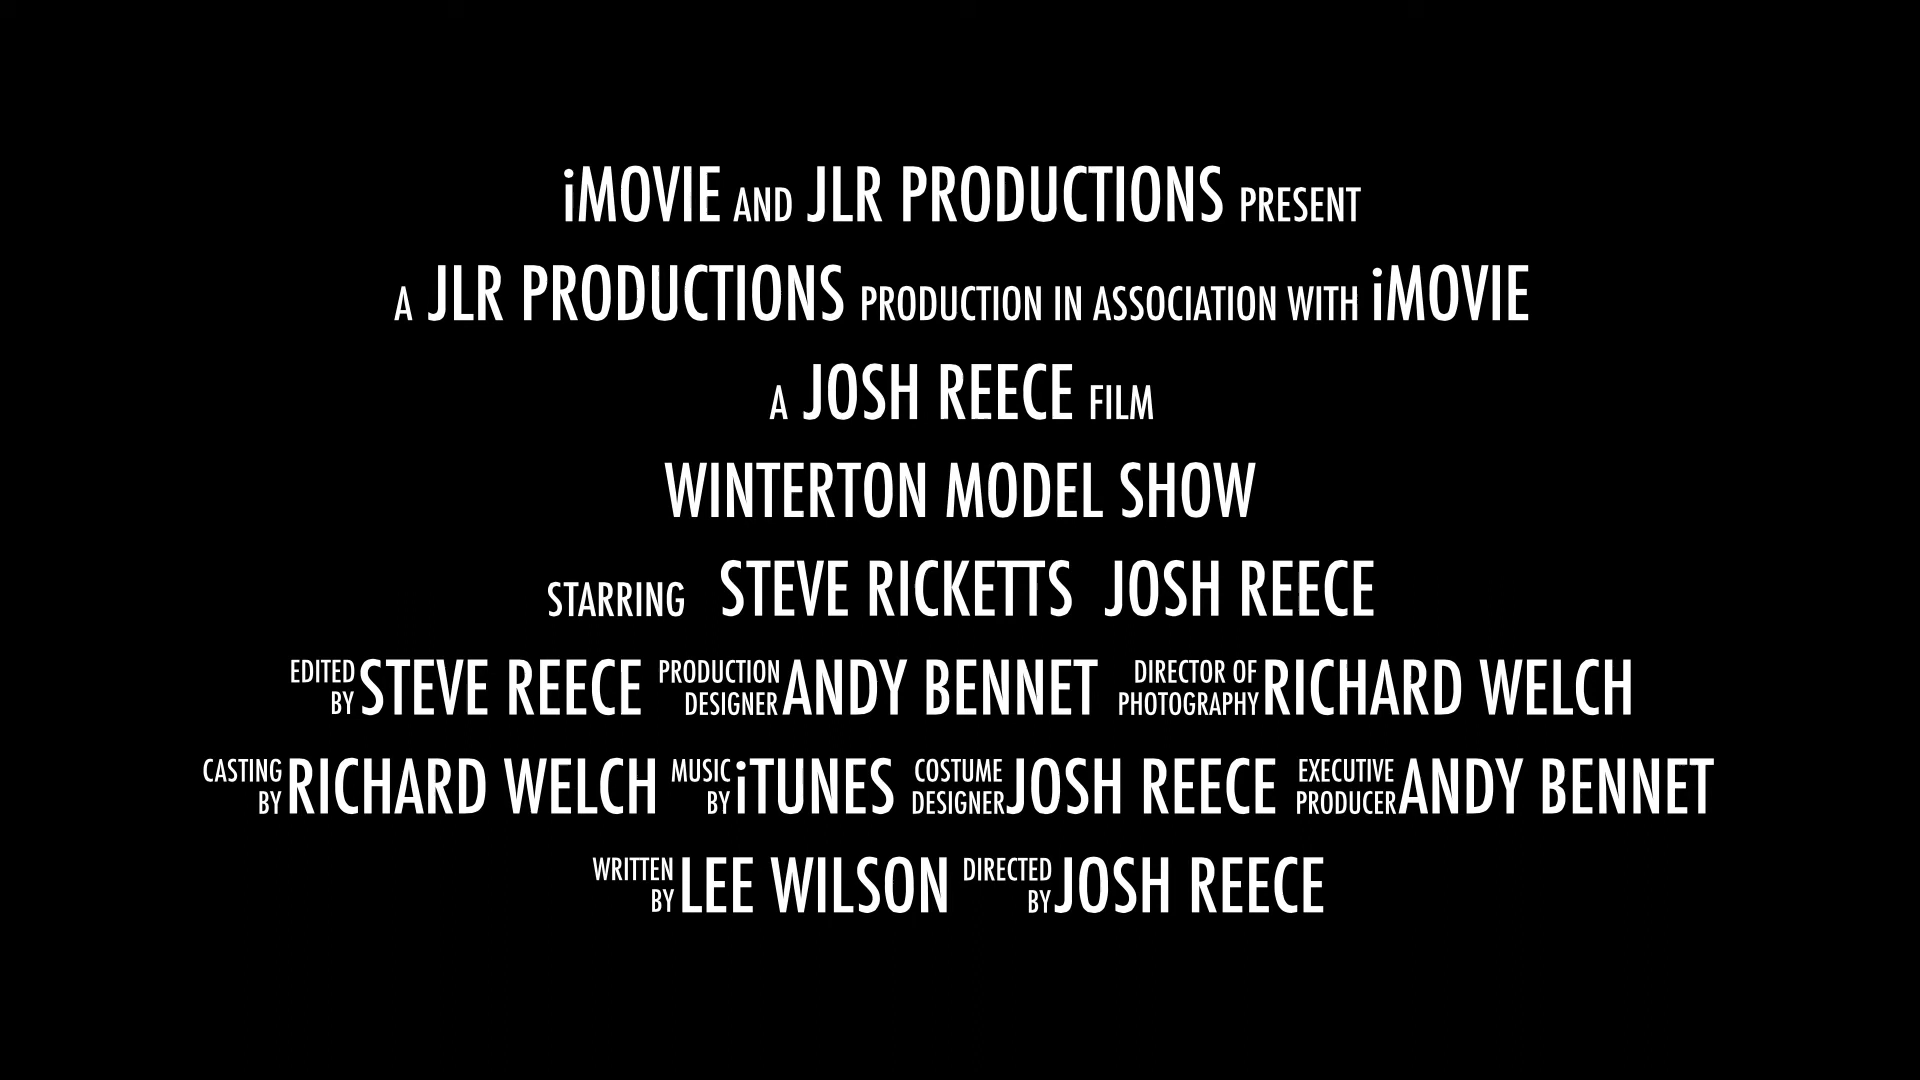 iMOVIE AND JLR PRODUCTIONS PRESENT
A JLR PRODUCTIONS PRODUCTION IN ASSOCIATION WITH iMOVIE
A JOSH REECE FILM
WINTERTON MODEL SHOW
STARRING STEVE RICKETTS JOSH REECE
EDITED BY STEVE REECE PRODUCTION DESIGNER ANDY BENNET DIRECTOR OF PHOTOGRAPHY RICHARD WELCH
CASTING BY RICHARD WELCH MUSIC BY iTUNES COSTUME DESIGNER JOSH REECE EXECUTIVE PRODUCER ANDY BENNET
WRITTEN BY LEE WILSON DIRECTED BY JOSH REECE